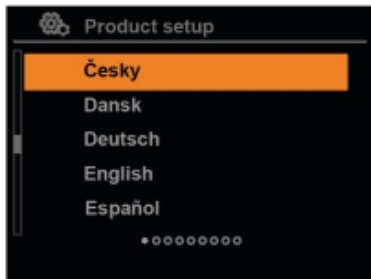 Product setup
Česky
Dansk
Deutsch
English
Español